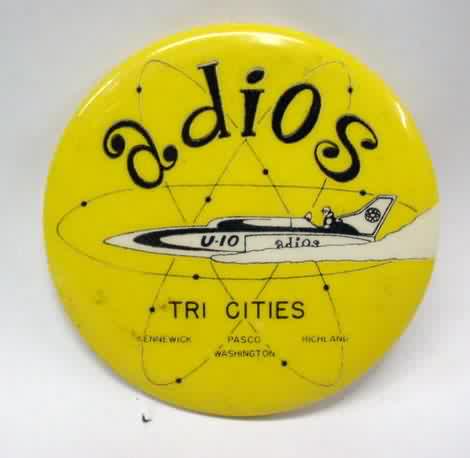 adios
U-10 adios
TRI CITIES
KENNEWICK PASCO RICHLAND
WASHINGTON